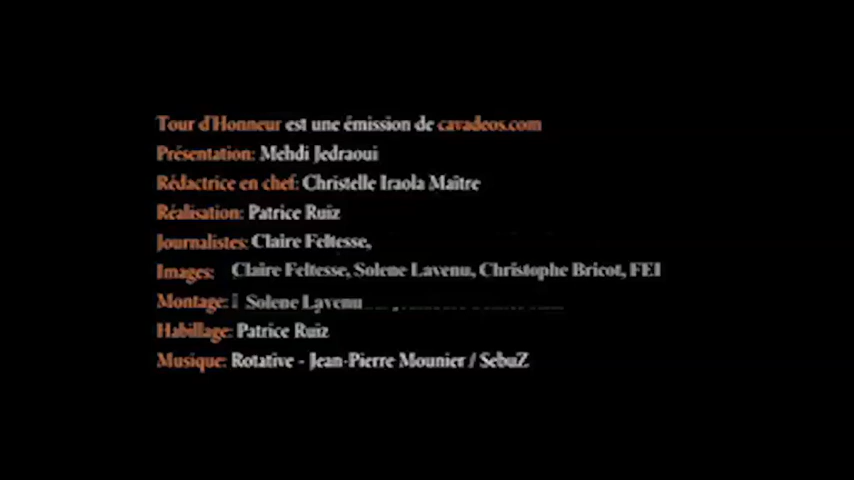 Tour d'Honneur est une émission de cavadeos.com
Présentation: Mehdi Jedraoui
Rédactrice en chef: Christelle Iraola Maître
Réalisation: Patrice Ruiz
Journalistes: Claire Feltesse,
Images: Claire Feltesse, Solene Lavenu, Christophe Bricot, FEI
Montage: Solene Lavenu
Habillage: Patrice Ruiz
Musique: Rotative - Jean-Pierre Mounier / SebuZ